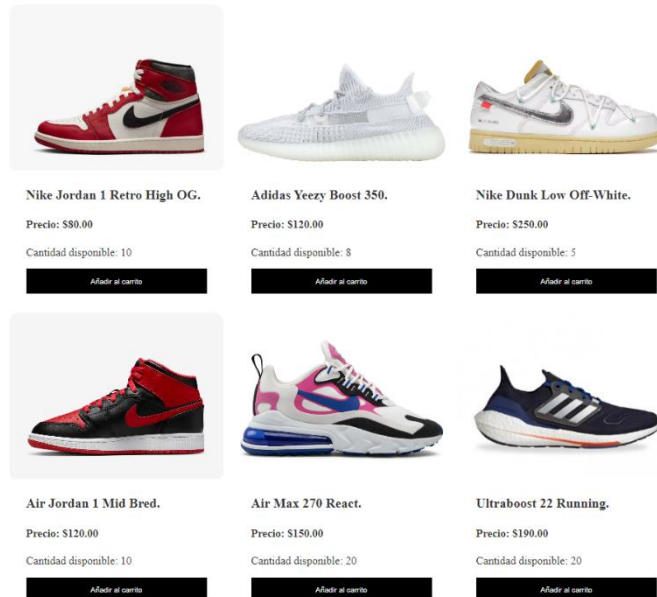 Nike Jordan 1 Retro High OG.
Precio: $80.00
Cantidad disponible: 10
Añadir al carrito
Adidas Yeezy Boost 350.
Precio: $120.00
Cantidad disponible: 8
Añadir al carrito
Nike Dunk Low Off-White.
Precio: $250.00
Cantidad disponible: 5
Añadir al carrito
Air Jordan 1 Mid Bred.
Precio: $120.00
Cantidad disponible: 10
Añadir al carrito
Air Max 270 React.
Precio: $150.00
Cantidad disponible: 20
Añadir al carrito
Ultraboost 22 Running.
Precio: $190.00
Cantidad disponible: 20
Añadir al carrito